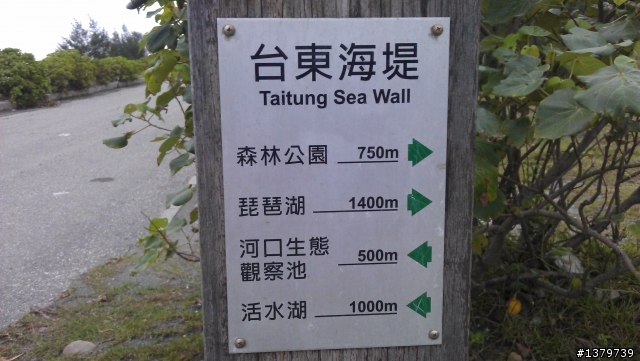 台東海堤
Taitung Sea Wall
森林公園 750m
琵琶湖 1400m
河口生態
觀察池 500m
活水湖 1000m
#1379739